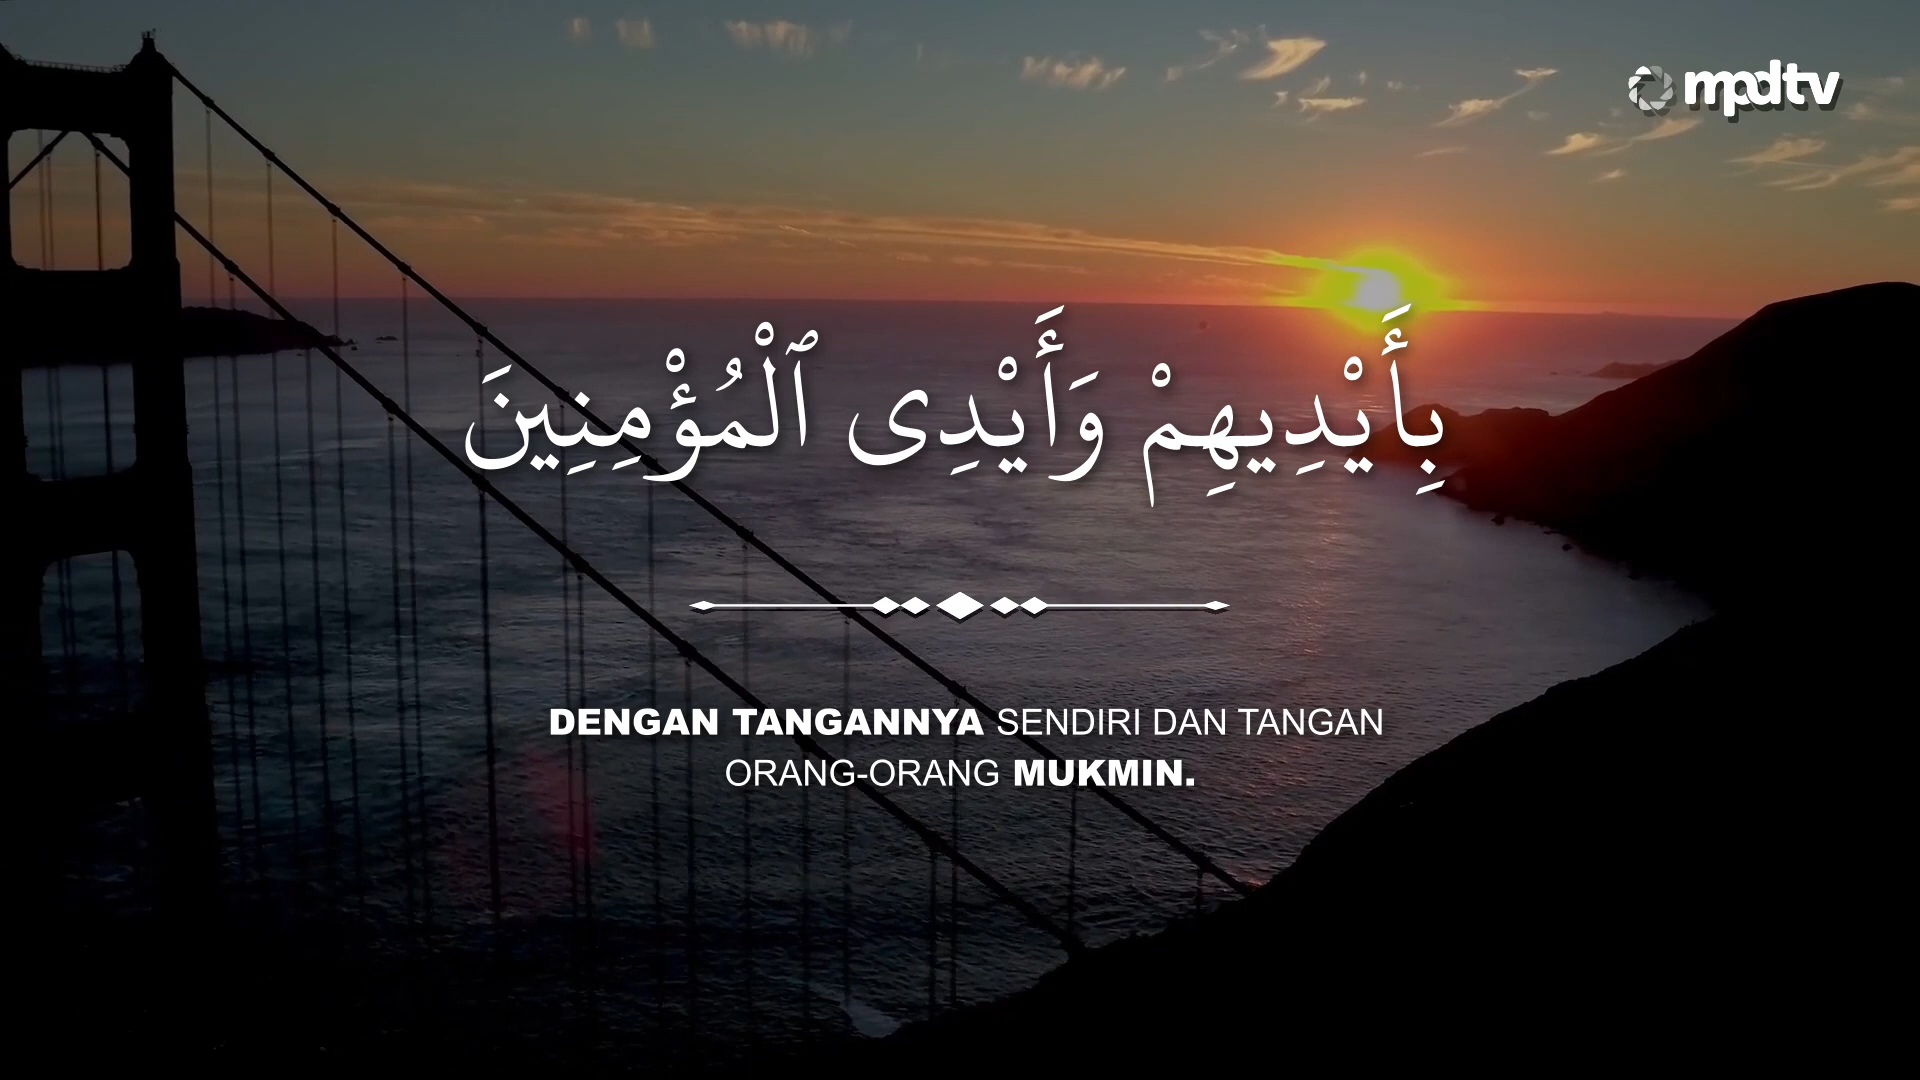 mpdtv
بِأَيْدِيهِمْ وَأَيْدِى ٱلْمُؤْمِنِينَ
DENGAN TANGANNYA SENDIRI DAN TANGAN
ORANG-ORANG MUKMIN.